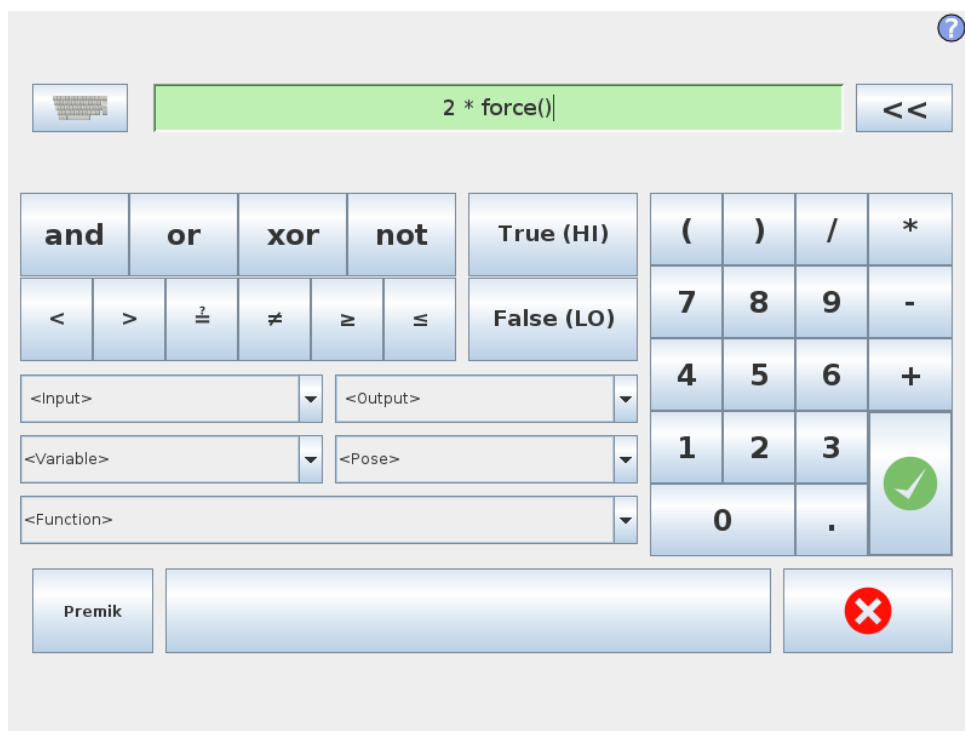 ?
2 * force() <<
and or xor not True (HI) ( ) / *
< > ≟ ≠ ≥ ≤ False (LO) 7 8 9 -
<Input> <Output> 4 5 6 +
<Variable> <Pose> 1 2 3
<Function> 0 .
Premik